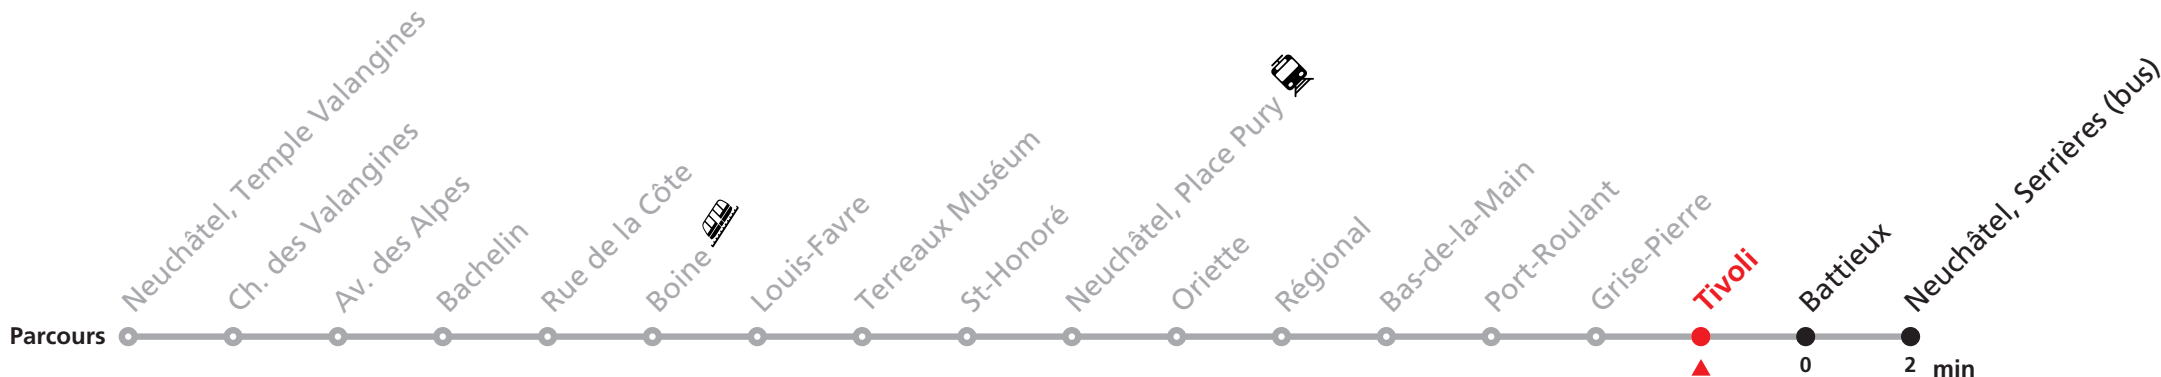 Neuchâtel, Temple Valangines
Ch. des Valangines
Av. des Alpes
Bachelin
Rue de la Côte
Boine
Louis-Favre
Terreaux Muséum
St-Honoré
Neuchâtel, Place Pury
Oriette
Régional
Bas-de-la-Main
Port-Roulant
Grise-Pierre
Tivoli
Battieux
Neuchâtel, Serrières (bus)
Parcours
0
2
min